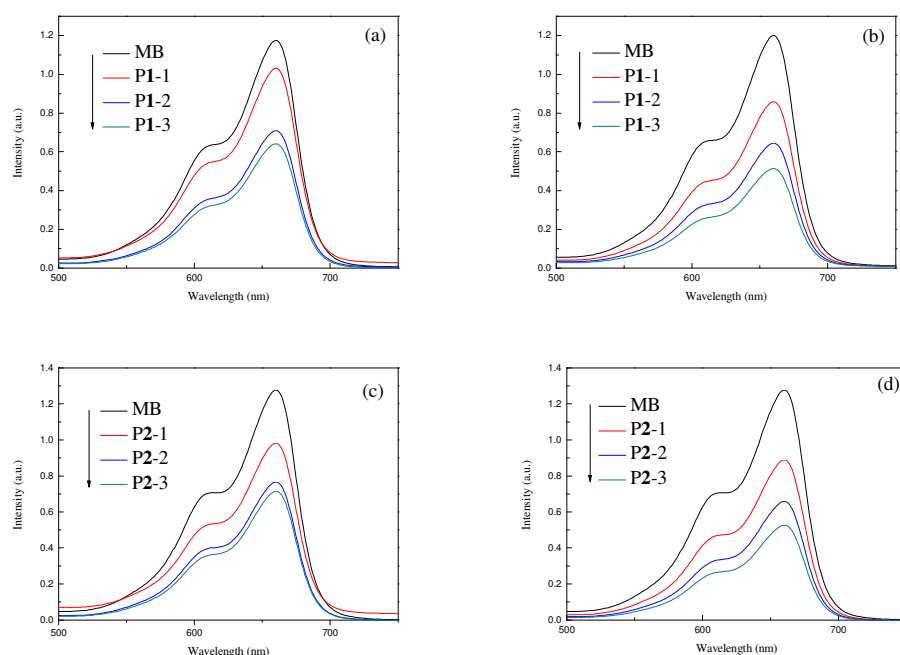 (a)
MB
P1-1
P1-2
P1-3
1.2
1.0
0.8
0.6
0.4
0.2
0.0
500
600
700
Intensity (a.u.)
Wavelength (nm)
(b)
MB
P1-1
P1-2
P1-3
1.2
1.0
0.8
0.6
0.4
0.2
0.0
500
600
700
Intensity (a.u.)
Wavelength (nm)
(c)
MB
P2-1
P2-2
P2-3
1.4
1.2
1.0
0.8
0.6
0.4
0.2
0.0
500
600
700
Intensity (a.u.)
Wavelength (nm)
(d)
MB
P2-1
P2-2
P2-3
1.4
1.2
1.0
0.8
0.6
0.4
0.2
0.0
500
600
700
Intensity (a.u.)
Wavelength (nm)